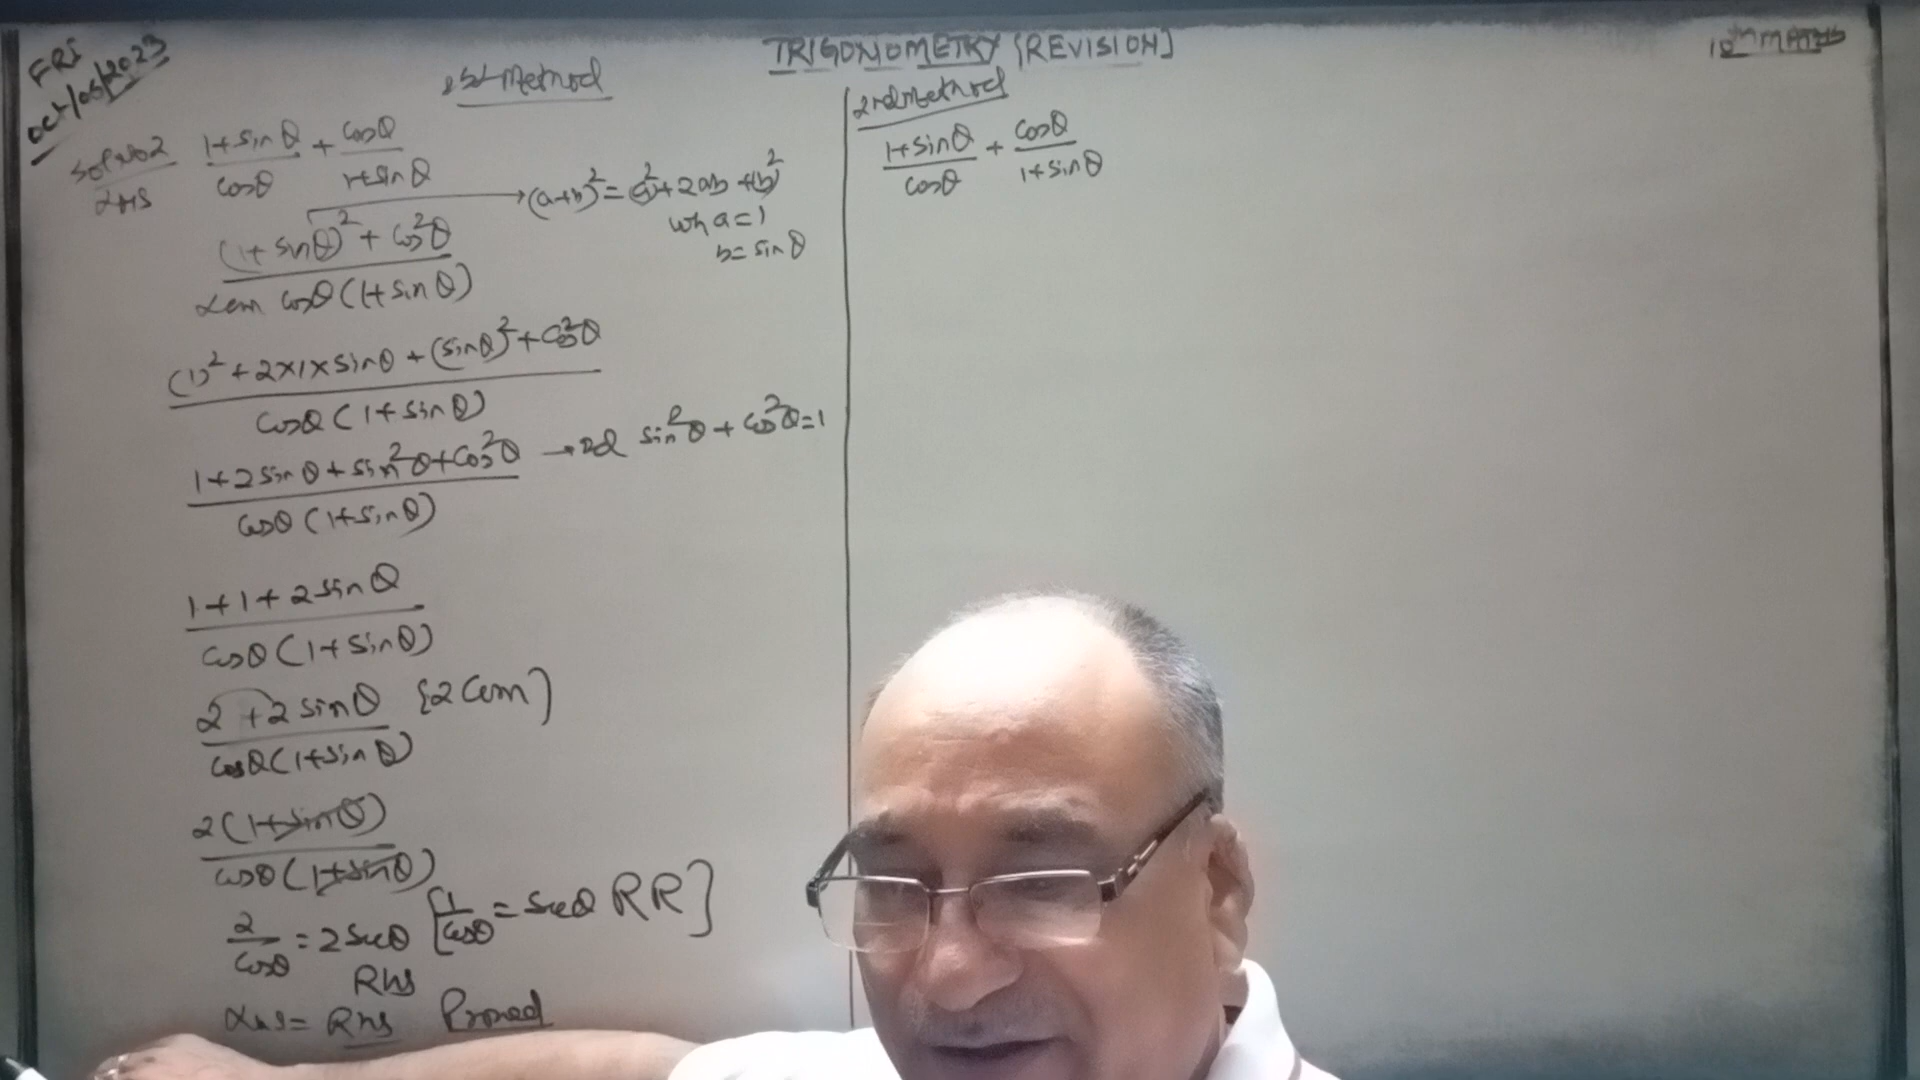 FRI
Oct/06/2023
TRIGONOMETRY [REVISION]
10th MATHS
1st Method
Sol No 2
LHS
1+sinθ/cosθ + cosθ/1+sinθ
(1+sinθ)² + cos²θ → (a+b)² = (a)²+2ab+(b)²
Lcm cosθ(1+sinθ)
wh a=1
b=sinθ
(1)² + 2×1×sinθ + (sinθ)² + cos²θ
cosθ(1+sinθ)
1+2sinθ+sin²θ+cos²θ → sin²θ + cos²θ=1
cosθ(1+sinθ)
1+1+2sinθ
cosθ(1+sinθ)
2+2sinθ {2 Com]
cosθ(1+sinθ)
2(1+sinθ)
cosθ(1+sinθ)
2/cosθ = 2secθ [1/cosθ = secθ RR]
RHS
LHS = RHS Proved
2nd Method
1+sinθ/cosθ + cosθ/1+sinθ